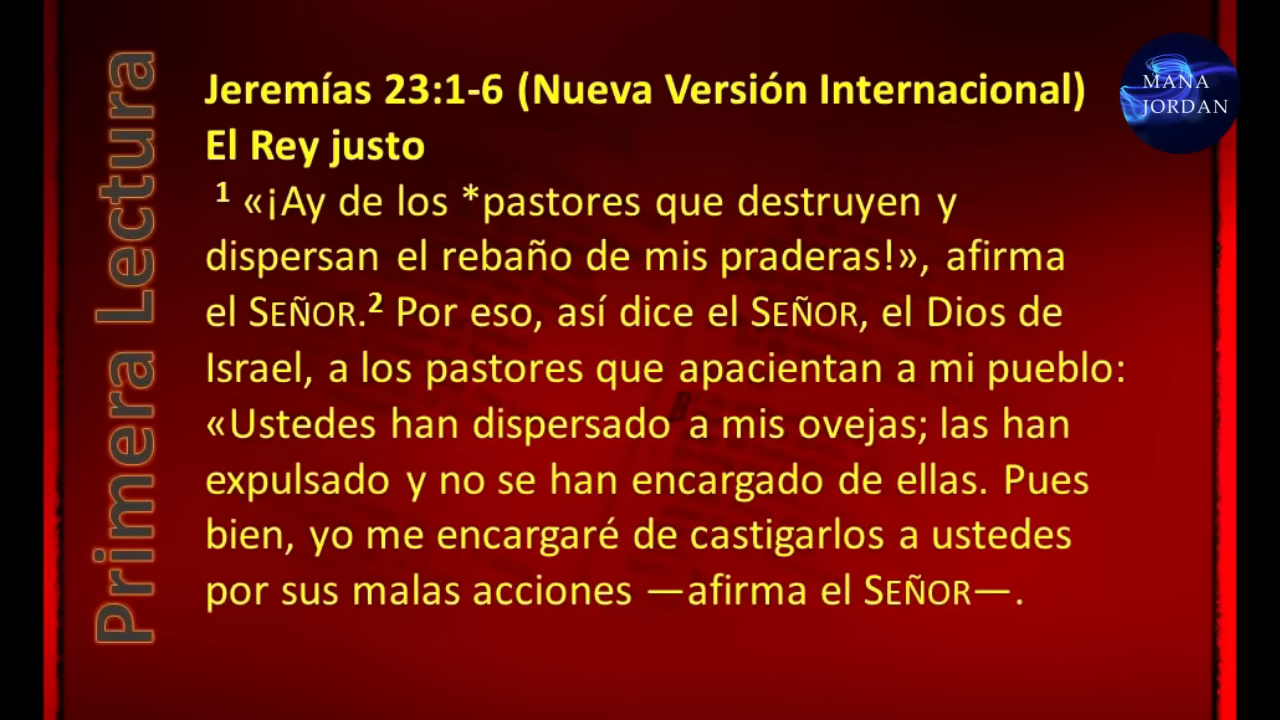 Primera Lectura
MANA
JORDAN
Jeremías 23:1-6 (Nueva Versión Internacional)
El Rey justo
1 «¡Ay de los *pastores que destruyen y
dispersan el rebaño de mis praderas!», afirma
el SEÑOR.2 Por eso, así dice el SEÑOR, el Dios de
Israel, a los pastores que apacientan a mi pueblo:
«Ustedes han dispersado a mis ovejas; las han
expulsado y no se han encargado de ellas. Pues
bien, yo me encargaré de castigarlos a ustedes
por sus malas acciones —afirma el SEÑOR—.